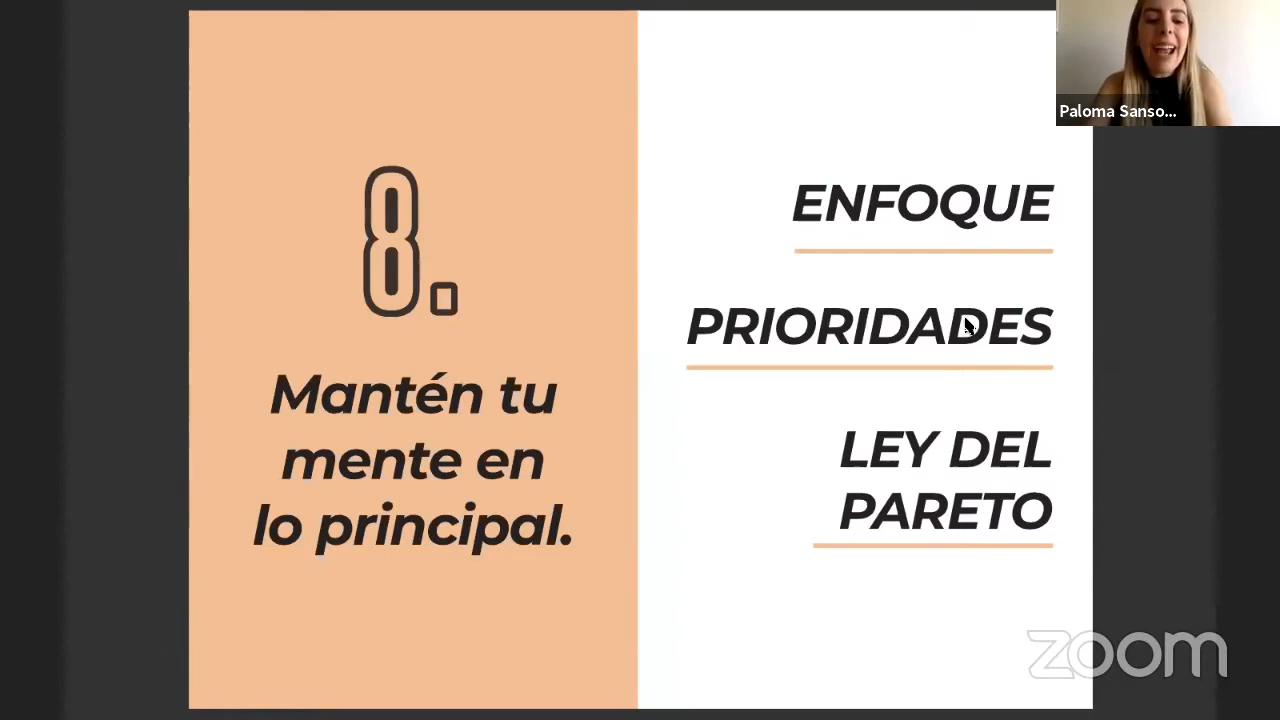 8.
Mantén tu
mente en
lo principal.
ENFOQUE
PRIORIDADES
LEY DEL
PARETO
Paloma Sanso...
zoom